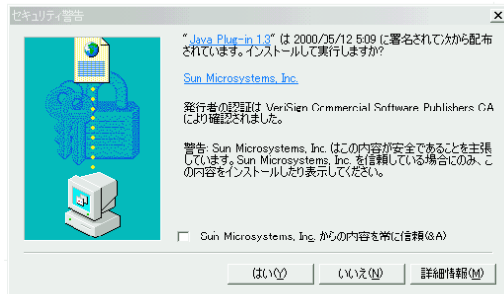 セキュリティ警告
"Java Plug-in 1.3" は 2000/05/12 5:09 に署名されて次から配布
されています。インストールして実行しますか?
Sun Microsystems, Inc.
発行者の認証は VeriSign Commercial Software Publishers CA
により確認されました。
警告: Sun Microsystems, Inc. はこの内容が安全であることを主張
しています。Sun Microsystems, Inc. を信頼している場合にのみ、こ
の内容をインストールしたり表示してください。
Sun Microsystems, Inc. からの内容を常に信頼(&A)
はい(Y)
いいえ(N)
詳細情報(M)